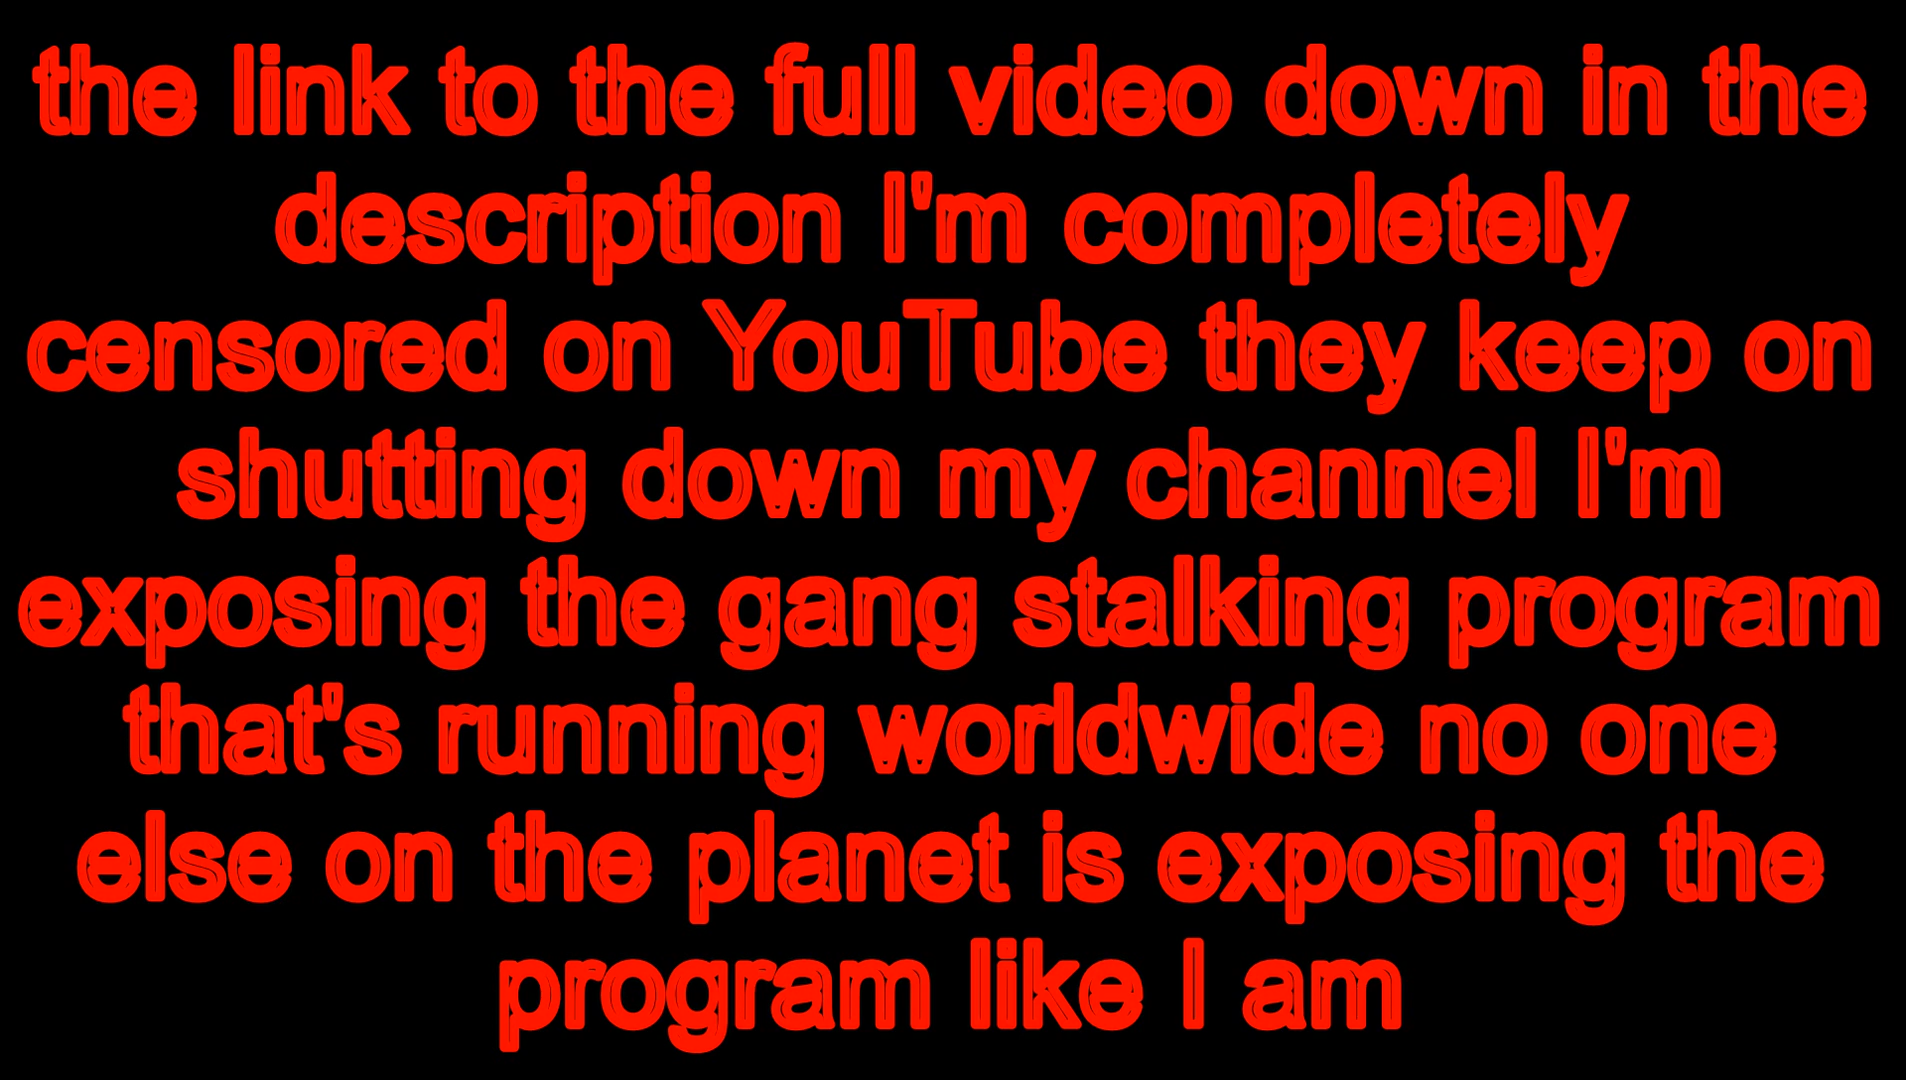 the link to the full video down in the
description I'm completely
censored on YouTube they keep on
shutting down my channel I'm
exposing the gang stalking program
that's running worldwide no one
else on the planet is exposing the
program like I am